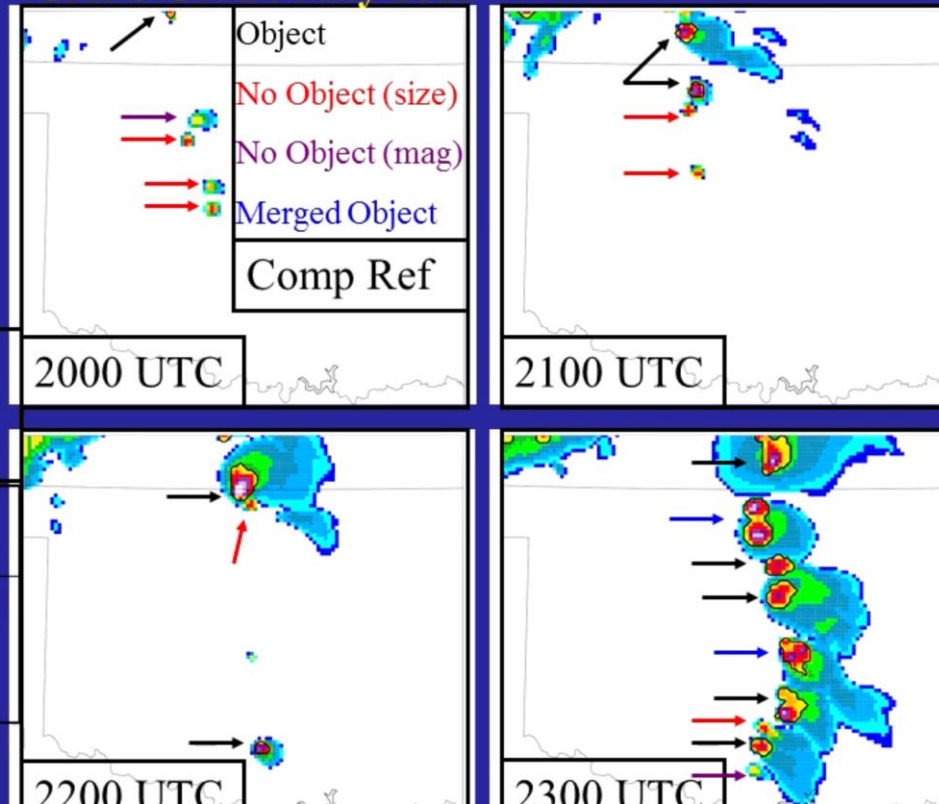 Object
No Object (size)
No Object (mag)
Merged Object
Comp Ref
2000 UTC
2100 UTC
2200 UTC
2300 UTC